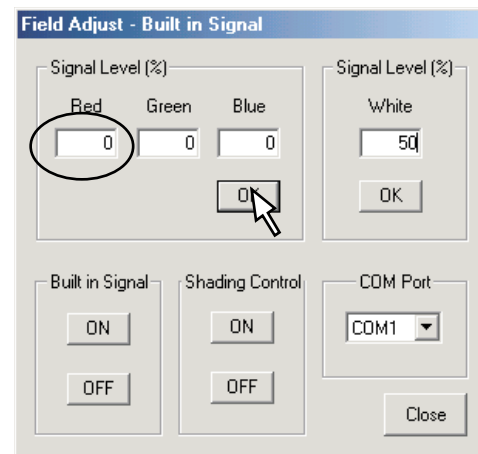 Field Adjust - Built in Signal
Signal Level (%)
Red Green Blue
0 0 0
OK
Signal Level (%)
White
50
OK
Built in Signal
ON
OFF
Shading Control
ON
OFF
COM Port
COM1
Close